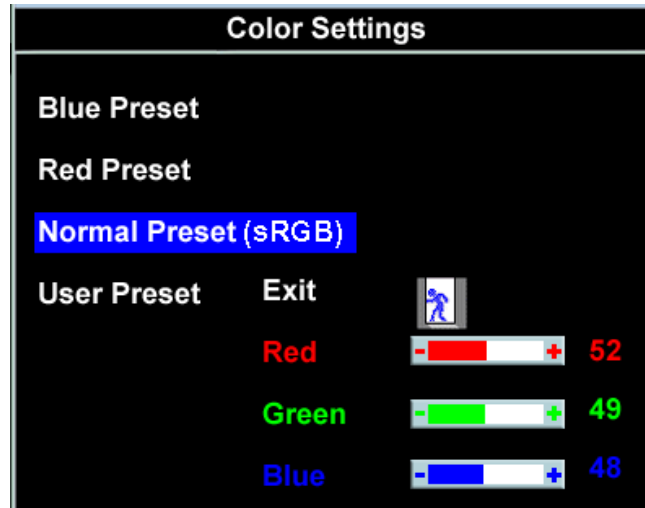 Color Settings
Blue Preset
Red Preset
Normal Preset (sRGB)
User Preset Exit
Red - + 52
Green - + 49
Blue - + 48